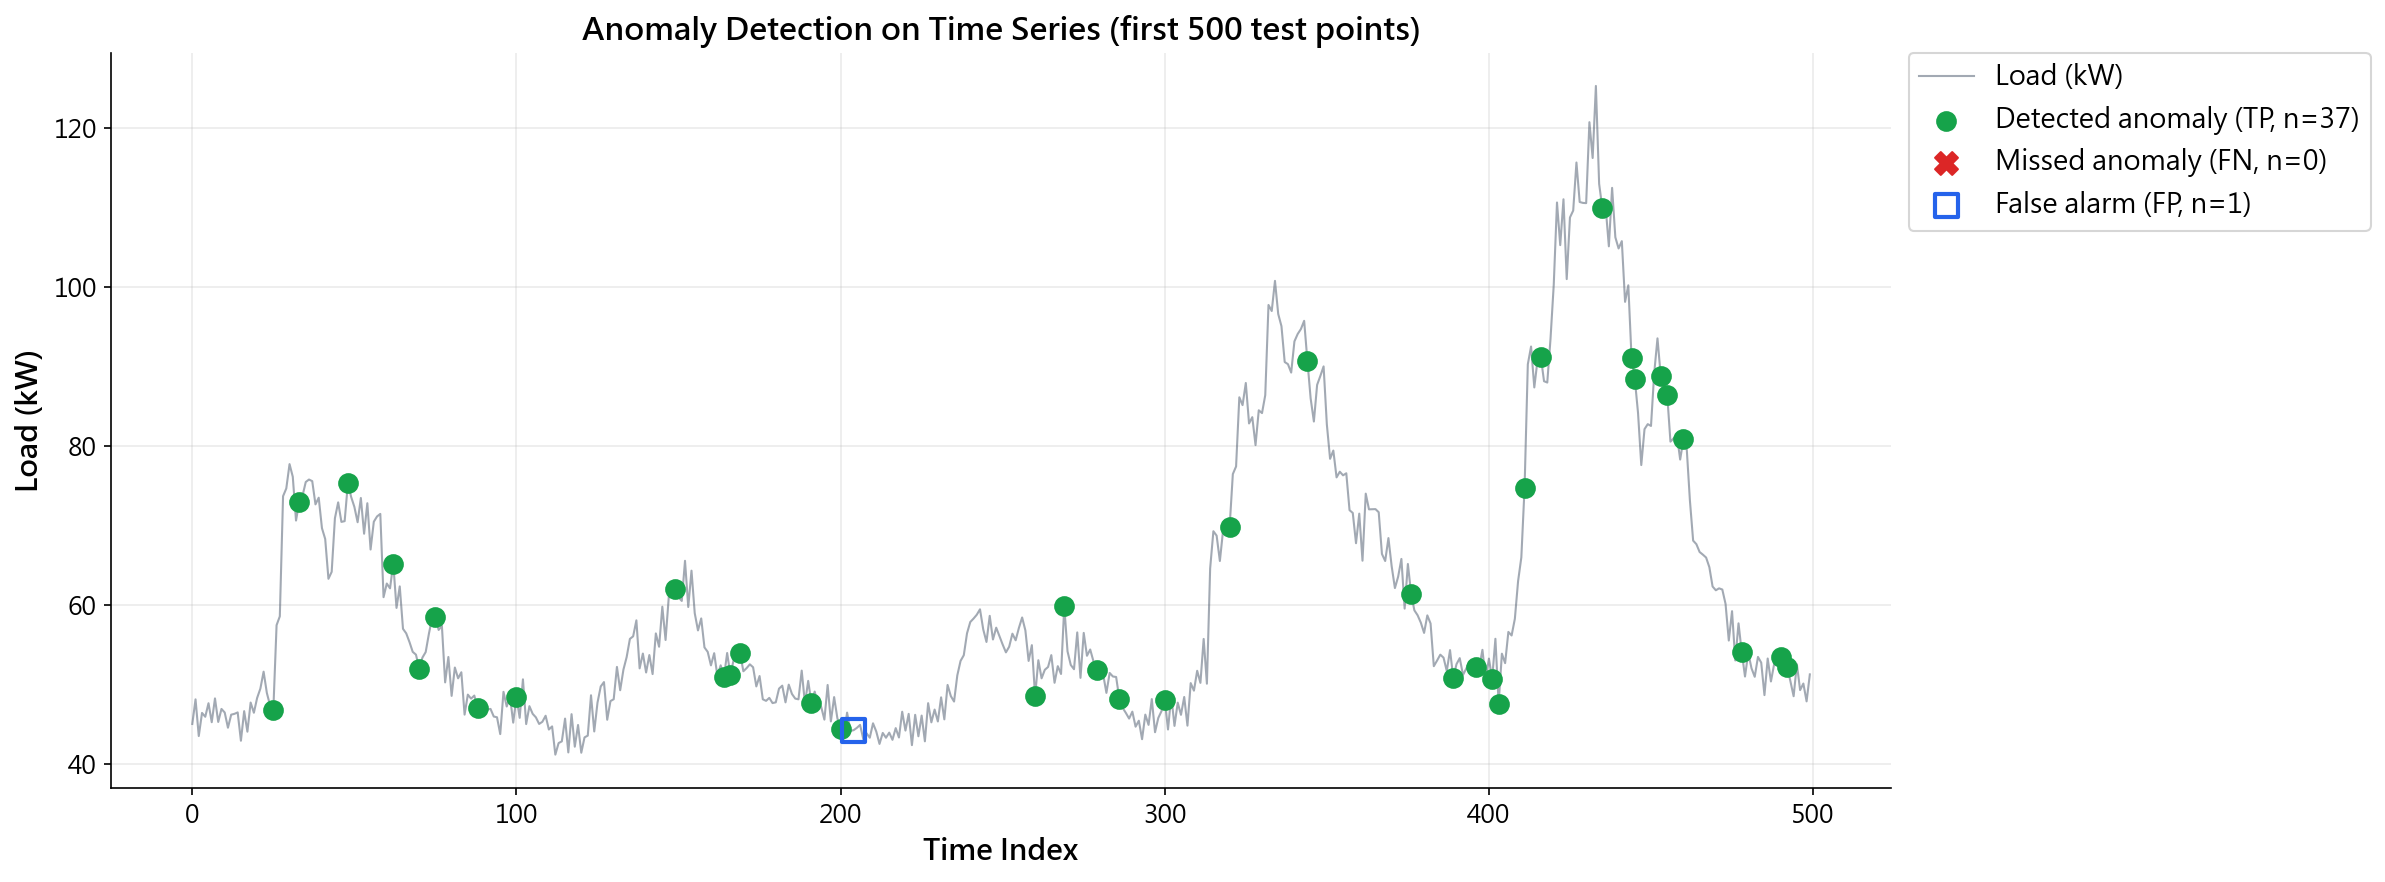 Anomaly Detection on Time Series (first 500 test points)
Load (kW)
Detected anomaly (TP, n=37)
Missed anomaly (FN, n=0)
False alarm (FP, n=1)
120
100
80
60
40
Load (kW)
0 100 200 300 400 500
Time Index